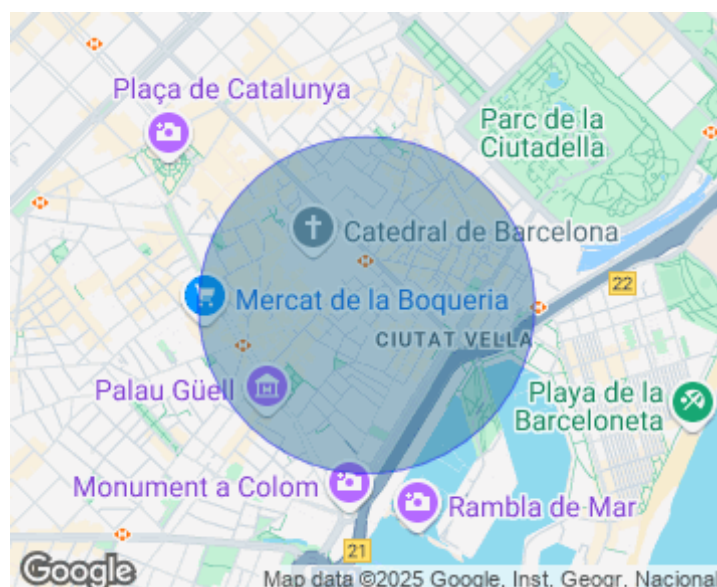 Plaça de Catalunya
Parc de la
Ciutadella
Catedral de Barcelona
22
Mercat de la Boqueria
CIUTAT VELLA
Palau Güell
Playa de la
Barceloneta
Monument a Colom
Rambla de Mar
21
Google
Map data ©2025 Google, Inst. Geogr. Nacional